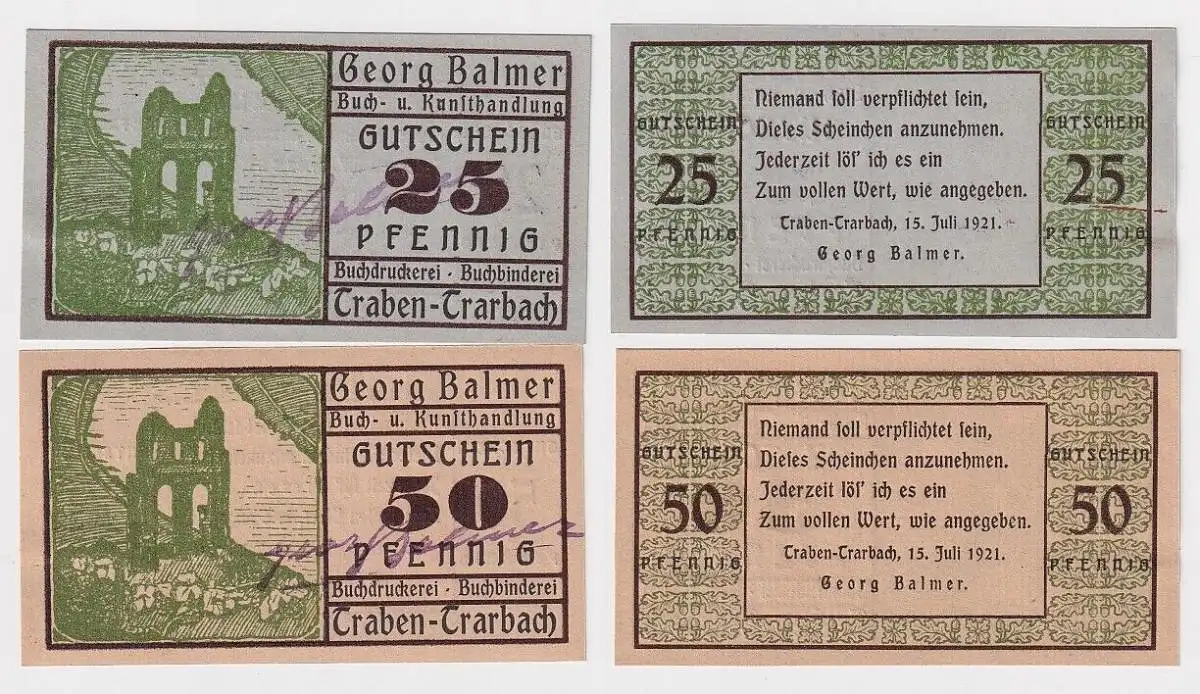 Georg Balmer
Buch- u. Kunſthandlung
GUTSCHEIN
25
PFENNIG
Buchdruckerei · Buchbinderei
Traben-Trarbach
Niemand ſoll verpflichtet ſein,
Dieſes Scheinchen anzunehmen.
Jederzeit löſ' ich es ein
Zum vollen Wert, wie angegeben.
Traben-Trarbach, 15. Juli 1921.
Georg Balmer.
GUTSCHEIN
25
PFENNIG
GUTSCHEIN
25
PFENNIG
Georg Balmer
Buch- u. Kunſthandlung
GUTSCHEIN
50
PFENNIG
Georg Balmer
Buchdruckerei · Buchbinderei
Traben-Trarbach
Niemand ſoll verpflichtet ſein,
Dieſes Scheinchen anzunehmen.
Jederzeit löſ' ich es ein
Zum vollen Wert, wie angegeben.
Traben-Trarbach, 15. Juli 1921.
Georg Balmer.
GUTSCHEIN
50
PFENNIG
GUTSCHEIN
50
PFENNIG